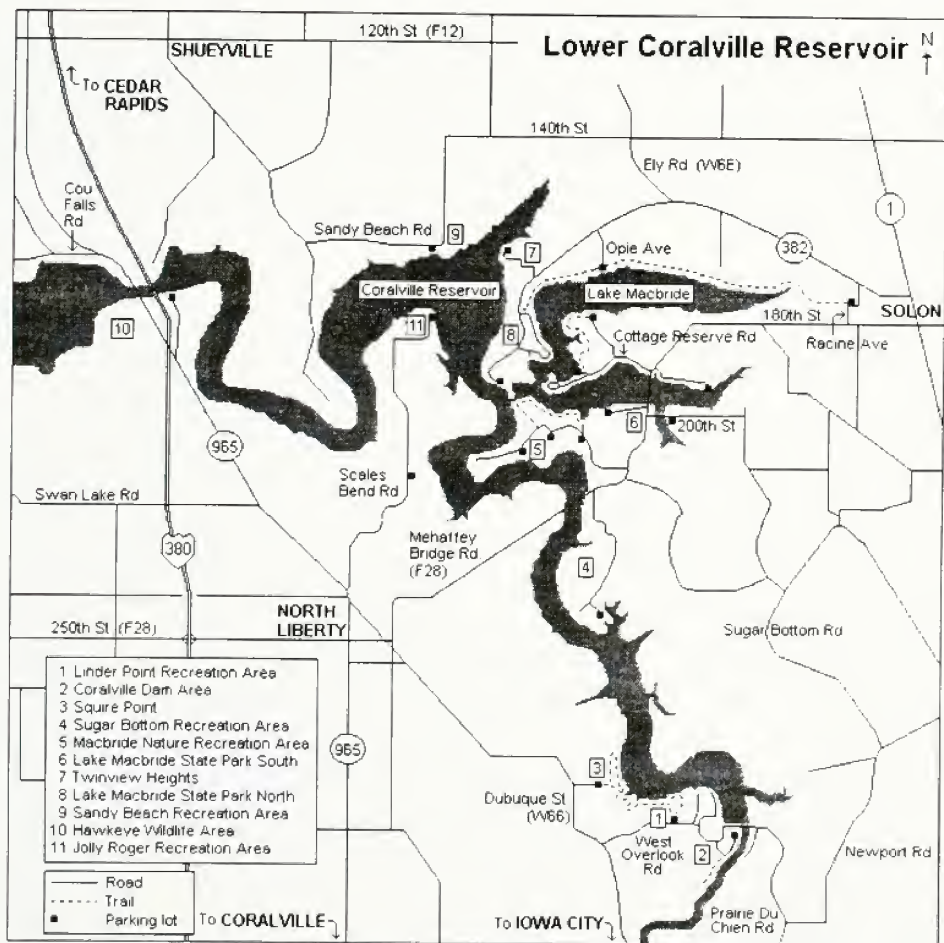 120th St (F12)
SHUEYVILLE
Lower Coralville Reservoir
N
To CEDAR
RAPIDS
140th St
Ely Rd (W6E)
Cou
Falls
Rd
1
Sandy Beach Rd
9
7
Opie Ave
382
Coralville Reservoir
Lake Macbride
10
11
8
180th St
SOLON
Cottage Reserve Rd
Racine Ave
965
6
200th St
5
Scales
Bend Rd
Swan Lake Rd
Mehaffey
Bridge Rd
(F28)
380
4
NORTH
LIBERTY
250th St (F28)
Sugar Bottom Rd
1 Linder Point Recreation Area
2 Coralville Dam Area
3 Squire Point
4 Sugar Bottom Recreation Area
5 Macbride Nature Recreation Area
6 Lake Macbride State Park South
7 Twinview Heights
8 Lake Macbride State Park North
9 Sandy Beach Recreation Area
10 Hawkeye Wildlife Area
11 Jolly Roger Recreation Area
965
3
Dubuque St
(W66)
1
West
Overlook
Rd
2
Newport Rd
Road
Trail
Parking lot
To CORALVILLE
To IOWA CITY
Prairie Du
Chien Rd